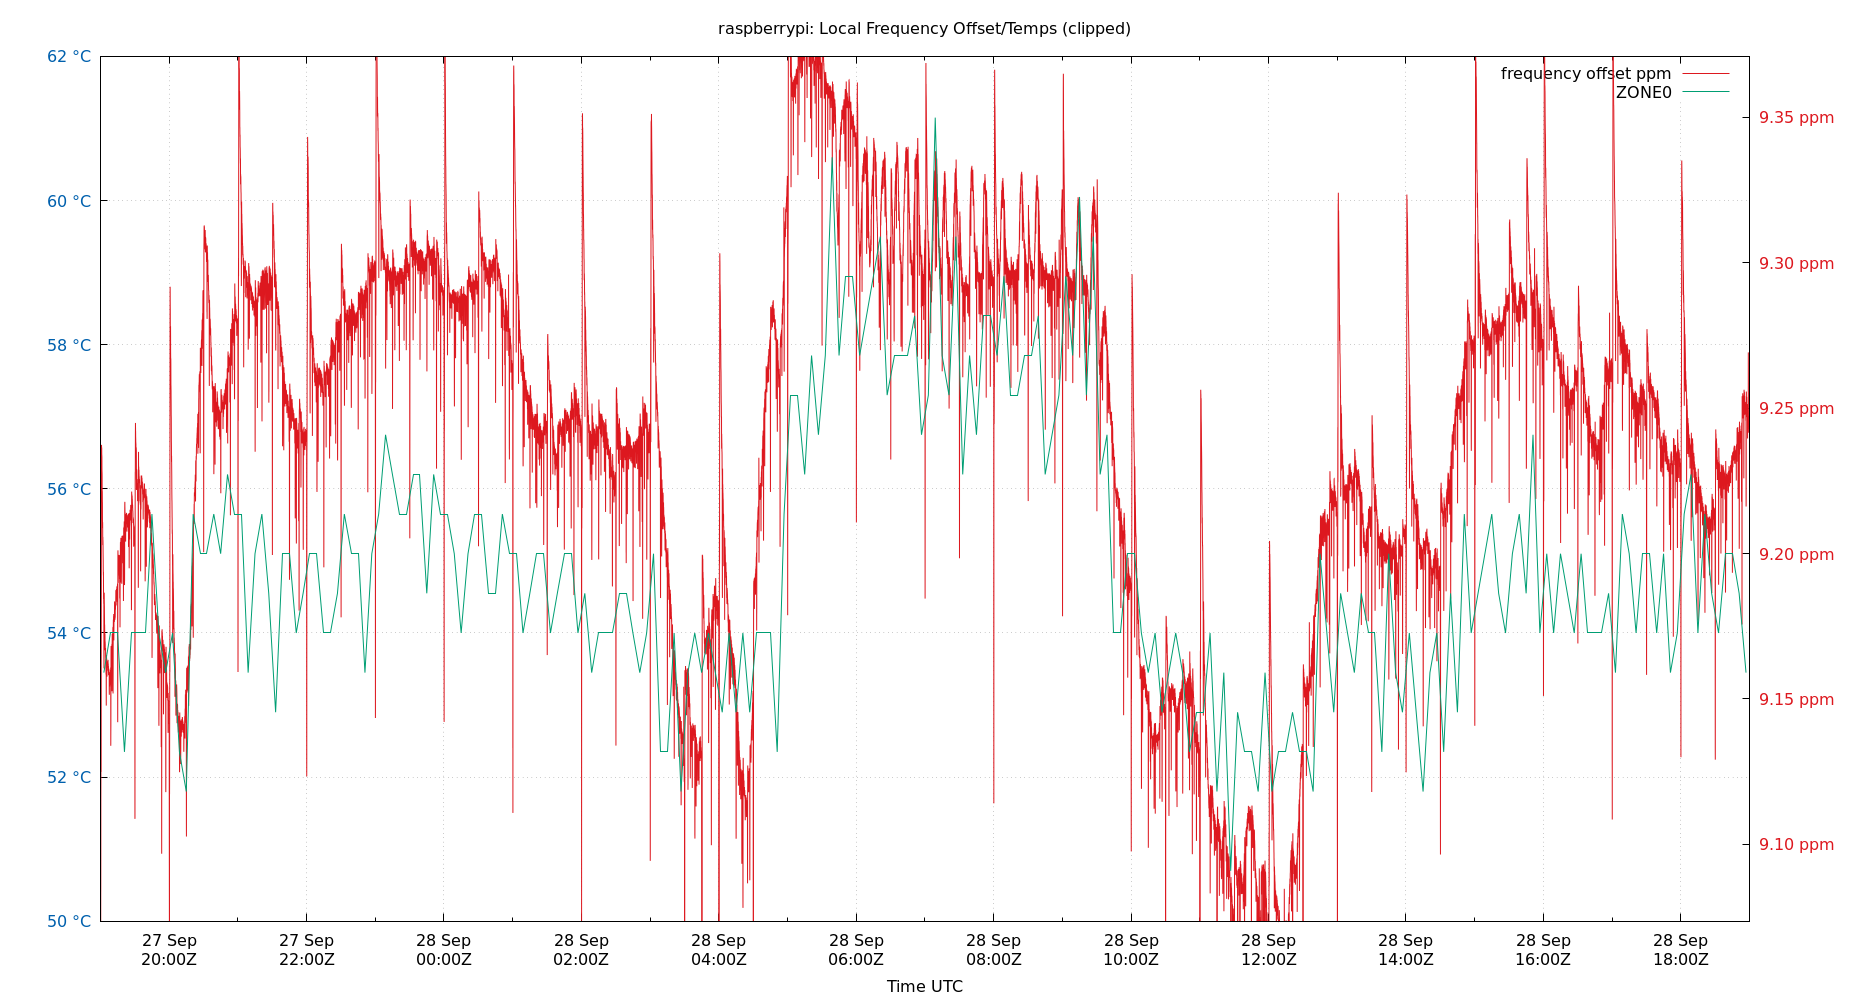 raspberrypi: Local Frequency Offset/Temps (clipped)
62 °C
60 °C
58 °C
56 °C
54 °C
52 °C
50 °C
frequency offset ppm
ZONE0
9.35 ppm
9.30 ppm
9.25 ppm
9.20 ppm
9.15 ppm
9.10 ppm
27 Sep 27 Sep 28 Sep 28 Sep 28 Sep 28 Sep 28 Sep 28 Sep 28 Sep 28 Sep 28 Sep 28 Sep
20:00Z 22:00Z 00:00Z 02:00Z 04:00Z 06:00Z 08:00Z 10:00Z 12:00Z 14:00Z 16:00Z 18:00Z
Time UTC